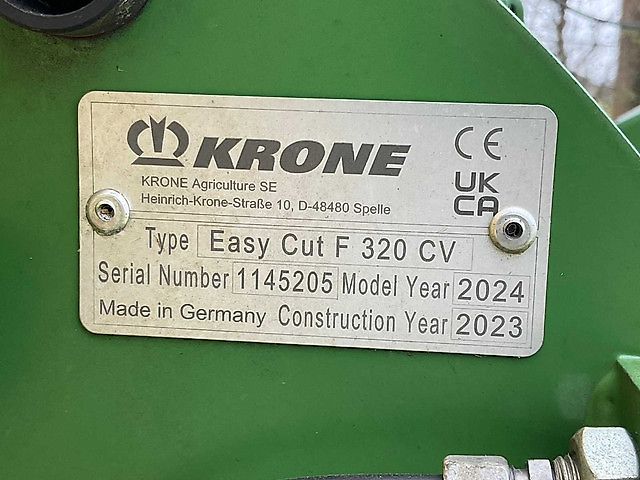 KRONE
CE
KRONE Agriculture SE
Heinrich-Krone-Straße 10, D-48480 Spelle
UK
CA
Type Easy Cut F 320 CV
Serial Number 1145205 Model Year 2024
Made in Germany Construction Year 2023